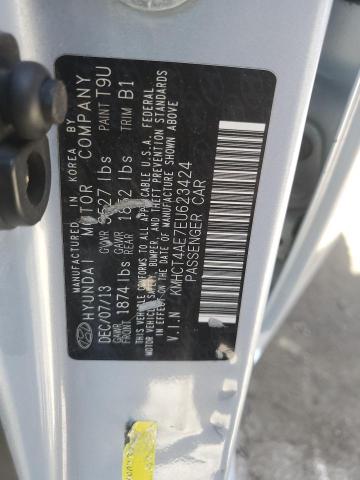 MANUFACTURED IN KOREA BY
HYUNDAI MOTOR COMPANY
DEC/07/13 GVWR lbs PAINT T9U
GAWR FRONT 1874 lbs GAWR REAR lbs TRIM B1
THIS VEHICLE CONFORMS TO ALL APPLICABLE U.S.A. FEDERAL
MOTOR VEHICLE SAFETY, BUMPER, AND THEFT PREVENTION STANDARDS
IN EFFECT ON THE DATE OF MANUFACTURE SHOWN ABOVE
V.I.N KMHCT4AE7EU623424
PASSENGER CAR